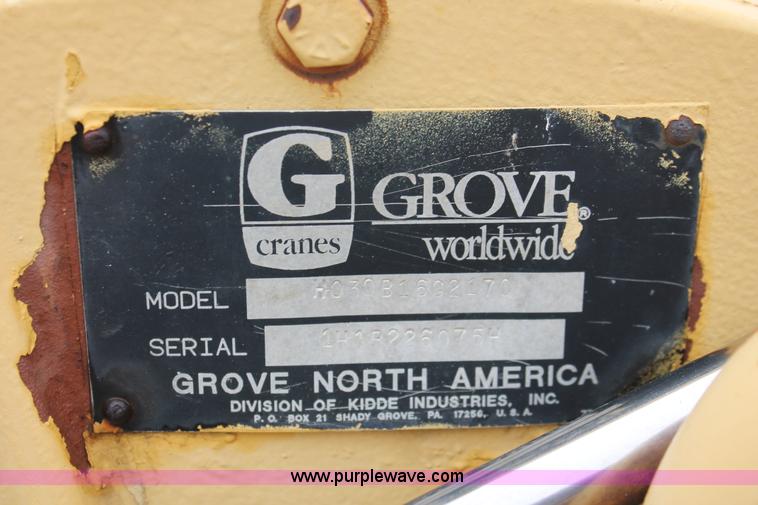 G
cranes
GROVE®
worldwide
MODEL
SERIAL
GROVE NORTH AMERICA
DIVISION OF KIDDE INDUSTRIES, INC.
P.O. BOX 21 SHADY GROVE, PA. 17256, U.S.A.
www.purplewave.com